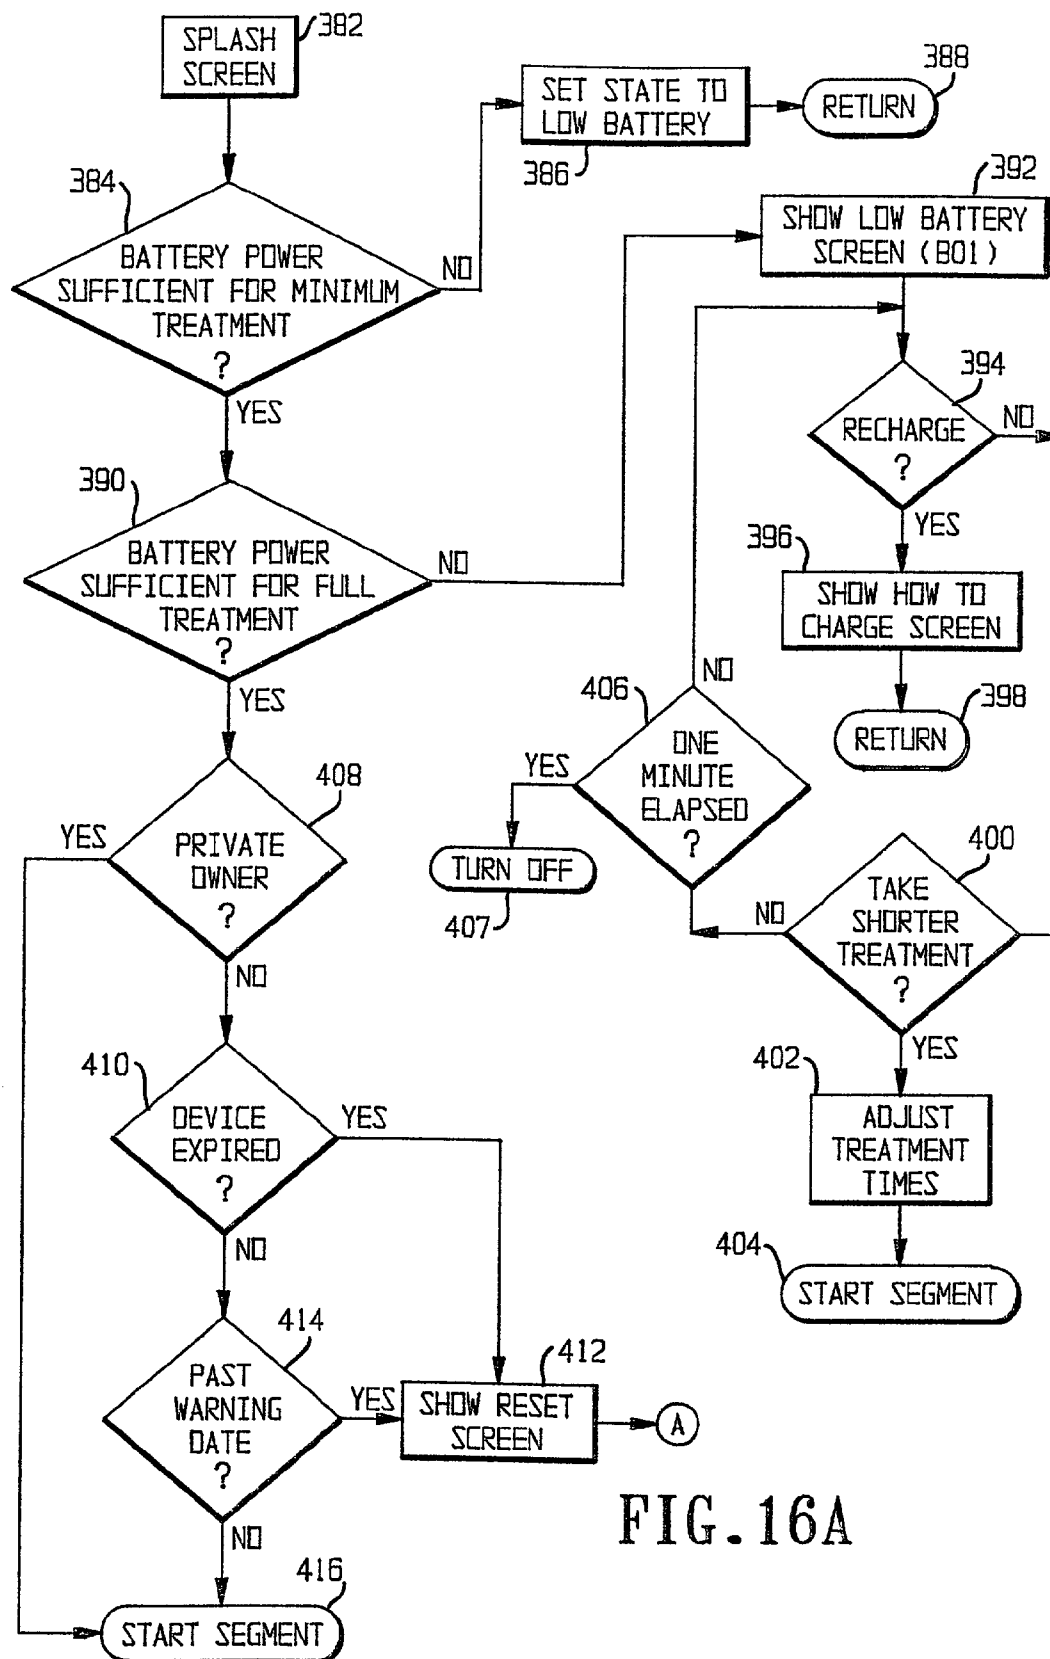 SPLASH
SCREEN
382
SET STATE TO
LOW BATTERY
386
RETURN
388
384
BATTERY POWER
SUFFICIENT FOR MINIMUM
TREATMENT
?
NO
YES
392
SHOW LOW BATTERY
SCREEN (B01)
394
RECHARGE
?
NO
YES
396
SHOW HOW TO
CHARGE SCREEN
398
RETURN
390
BATTERY POWER
SUFFICIENT FOR FULL
TREATMENT
?
NO
YES
406
ONE
MINUTE
ELAPSED
?
NO
YES
TURN OFF
407
400
TAKE
SHORTER
TREATMENT
?
NO
YES
402
ADJUST
TREATMENT
TIMES
404
START SEGMENT
408
PRIVATE
OWNER
?
YES
NO
410
DEVICE
EXPIRED
?
YES
NO
414
PAST
WARNING
DATE
?
YES
NO
412
SHOW RESET
SCREEN
A
416
START SEGMENT
FIG.16A